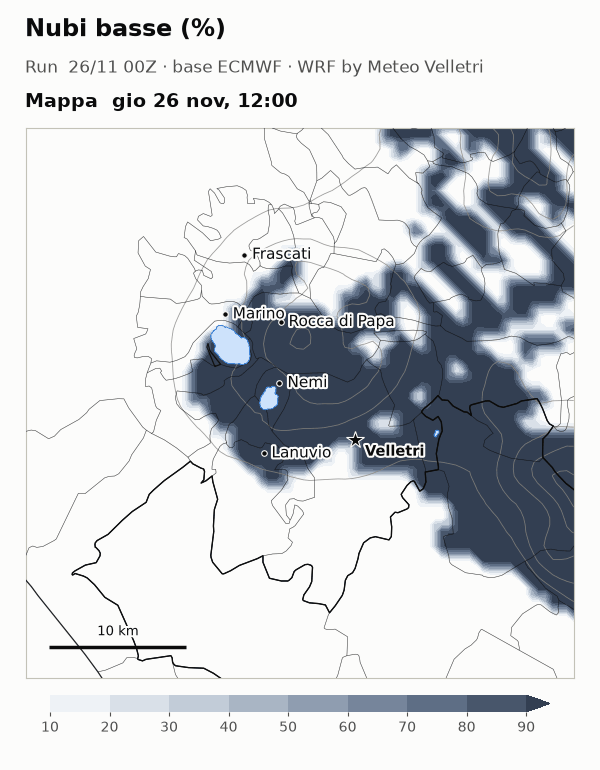 Nubi basse (%)
Run  26/11 00Z · base ECMWF · WRF by Meteo Velletri
Mappa  gio 26 nov, 12:00
Frascati
Marino
Rocca di Papa
Nemi
Velletri
Lanuvio
10 km
10 20 30 40 50 60 70 80 90